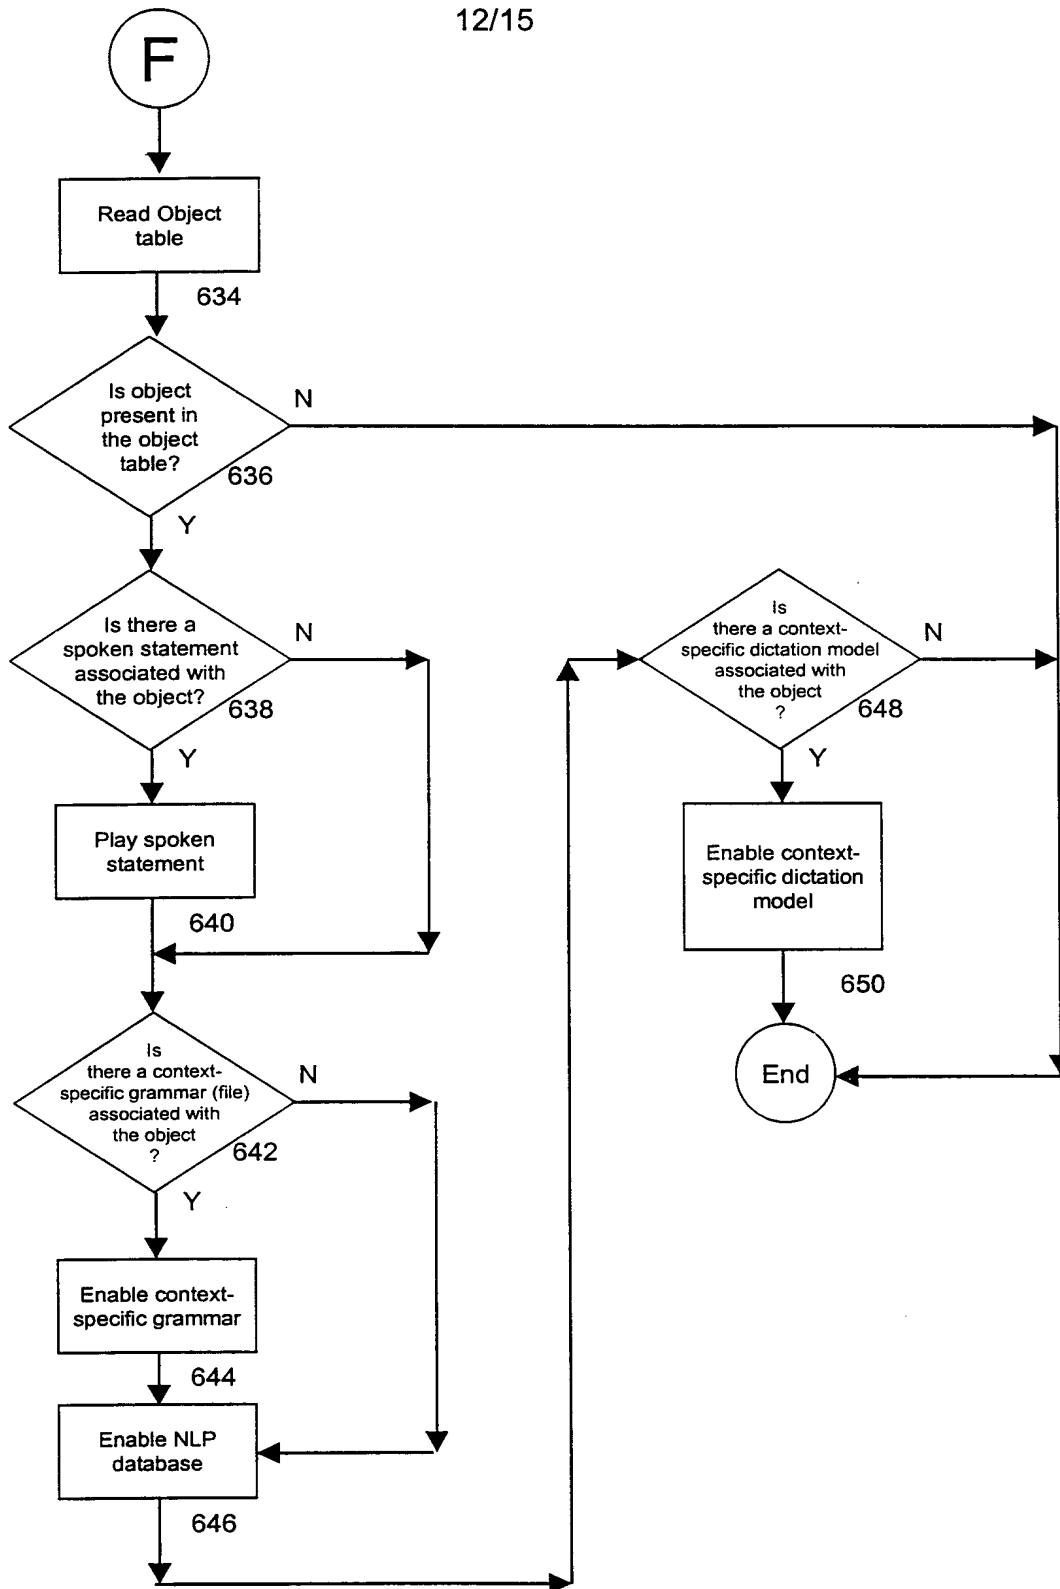 12/15
F
Read Object
table
634
Is object
present in
the object
table?
636
N
Y
Is there a
spoken statement
associated with
the object?
638
N
Y
Play spoken
statement
640
Is
there a context-
specific grammar (file)
associated with
the object
?
642
N
Y
Enable context-
specific grammar
644
Enable NLP
database
646
Is
there a context-
specific dictation model
associated with
the object
?
648
N
Y
Enable context-
specific dictation
model
650
End